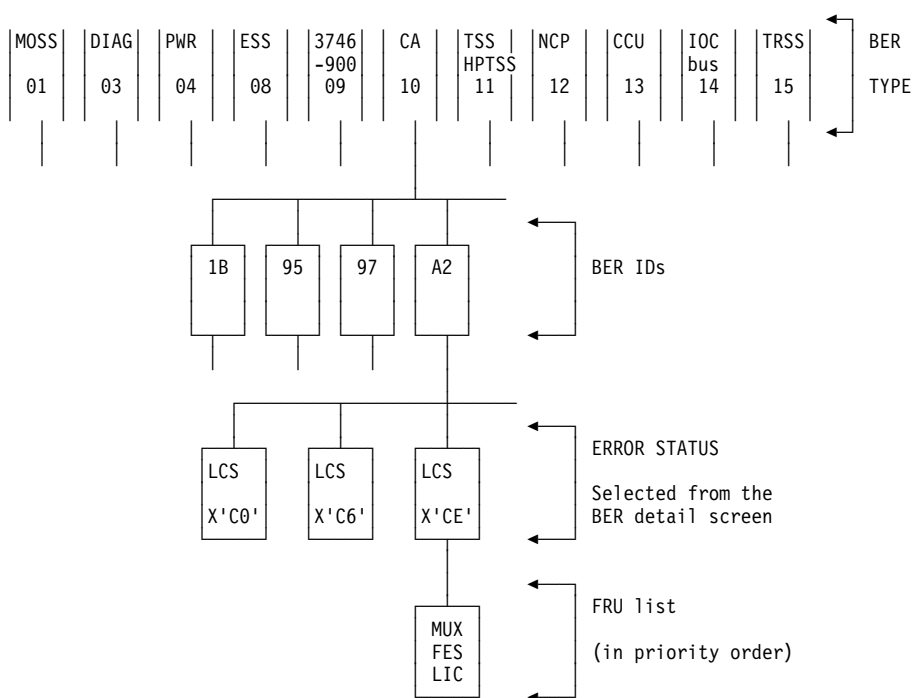 MOSS DIAG PWR ESS 3746 CA TSS NCP CCU IOC TRSS BER
-900 HPTSS bus
01 03 04 08 09 10 11 12 13 14 15 TYPE
1B 95 97 A2 BER IDs
ERROR STATUS
LCS LCS LCS
Selected from the
X'C0' X'C6' X'CE' BER detail screen
FRU list
MUX
FES (in priority order)
LIC